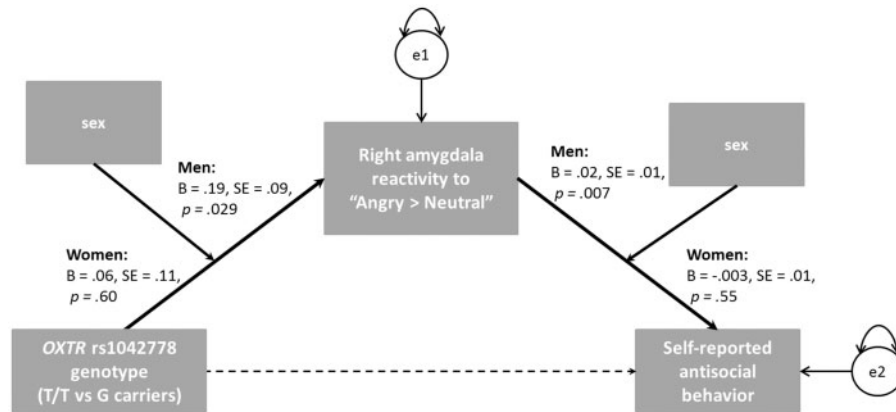 e1
sex
Men:
B = .19, SE = .09,
p = .029
Right amygdala
reactivity to
“Angry > Neutral”
Men:
B = .02, SE = .01,
p = .007
sex
Women:
B = .06, SE = .11,
p = .60
Women:
B = -.003, SE = .01,
p = .55
OXTR rs1042778
genotype
(T/T vs G carriers)
Self-reported
antisocial
behavior
e2